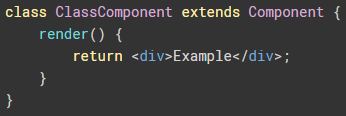 class ClassComponent extends Component {
    render() {
        return <div>Example</div>;
    }
}